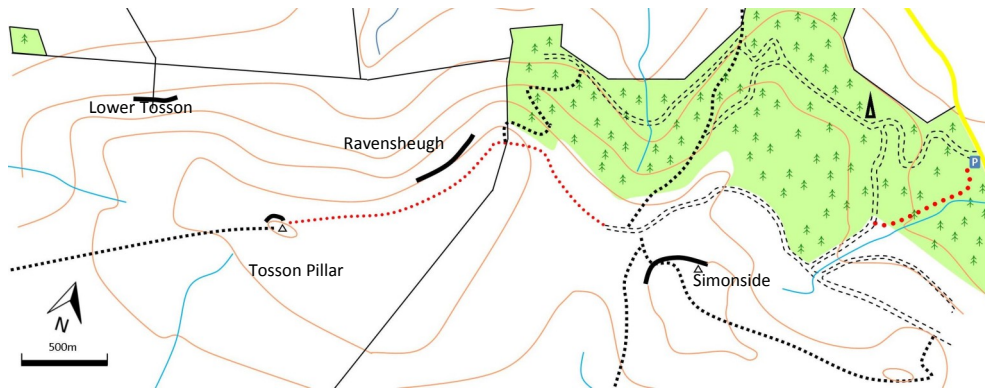 Lower Tosson
Ravensheugh
P
Tosson Pillar
Simonside
N
500m